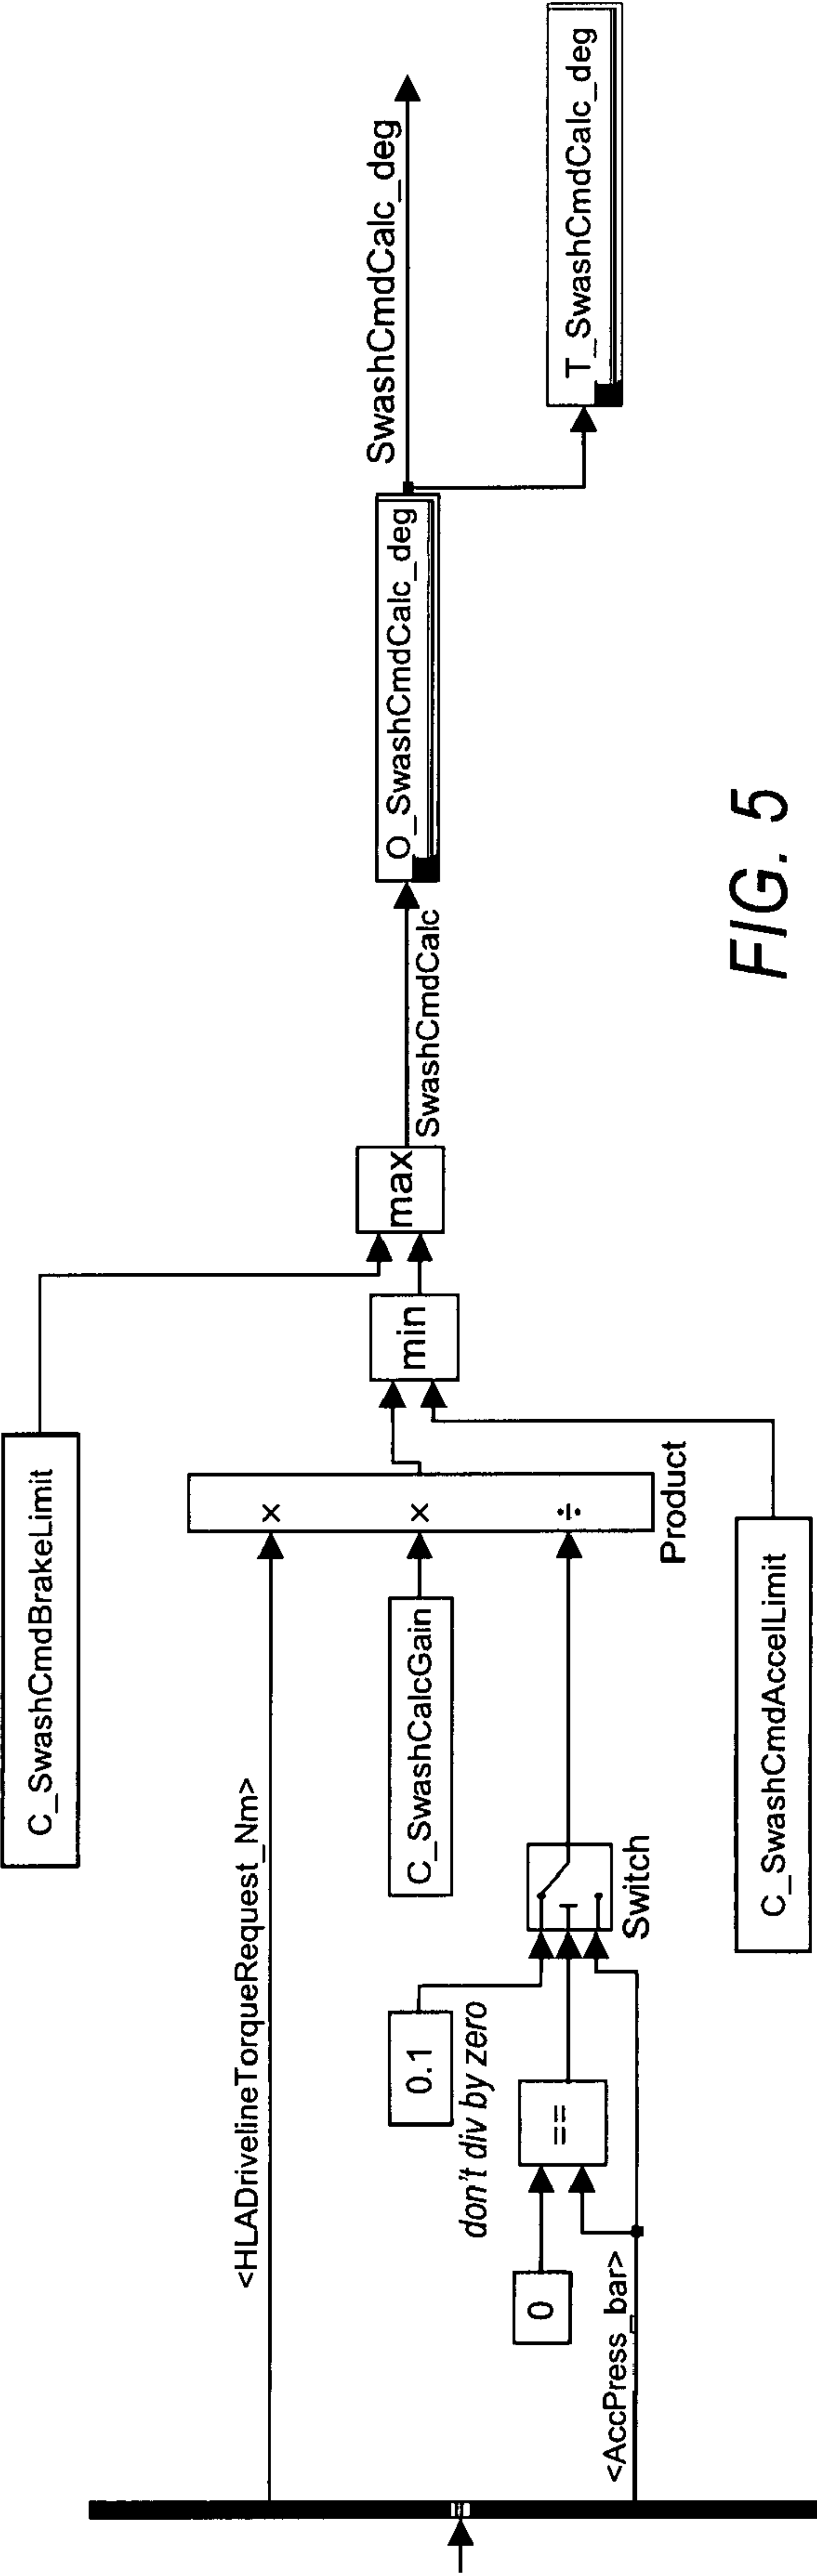 C_SwashCmdBrakeLimit
<HLADrivelineTorqueRequest_Nm>
×
C_SwashCalcGain
×
0.1
don't div by zero
0
==
Switch
÷
Product
<AccPress_bar>
C_SwashCmdAccelLimit
min
max
SwashCmdCalc
O_SwashCmdCalc_deg
SwashCmdCalc_deg
T_SwashCmdCalc_deg
FIG. 5